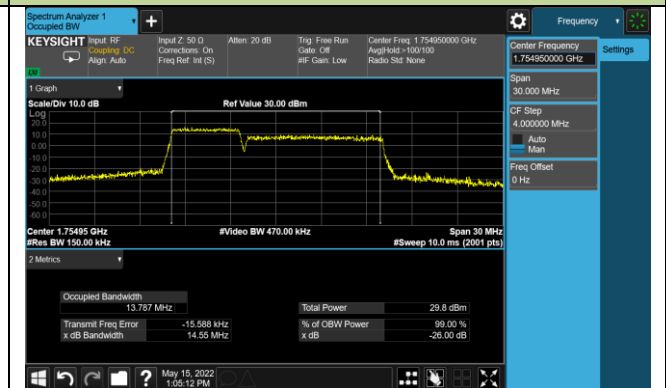 Spectrum Analyzer 1
Occupied BW
Frequency
KEYSIGHT Input: RF
Coupling: DC
Align: Auto
Input Z: 50 Ω
Corrections: On
Freq Ref: Int (S)
Atten: 20 dB
Trig: Free Run
Gate: Off
#IF Gain: Low
Center Freq: 1.754950000 GHz
Avg|Hold:>100/100
Radio Std: None
Center Frequency
1.754950000 GHz
Settings
Span
30.000 MHz
CF Step
4.000000 MHz
Auto
Man
Freq Offset
0 Hz
1 Graph
Scale/Div 10.0 dB
Ref Value 30.00 dBm
Log
20.0
10.0
0.00
-10.0
-20.0
-30.0
-40.0
-50.0
-60.0
Center 1.75495 GHz
#Video BW 470.00 kHz
Span 30 MHz
#Res BW 150.00 kHz
#Sweep 10.0 ms (2001 pts)
2 Metrics
Occupied Bandwidth
13.787 MHz
Total Power
29.8 dBm
Transmit Freq Error
-15.588 kHz
% of OBW Power
99.00 %
x dB Bandwidth
14.55 MHz
x dB
-26.00 dB
May 15, 2022
1:05:12 PM